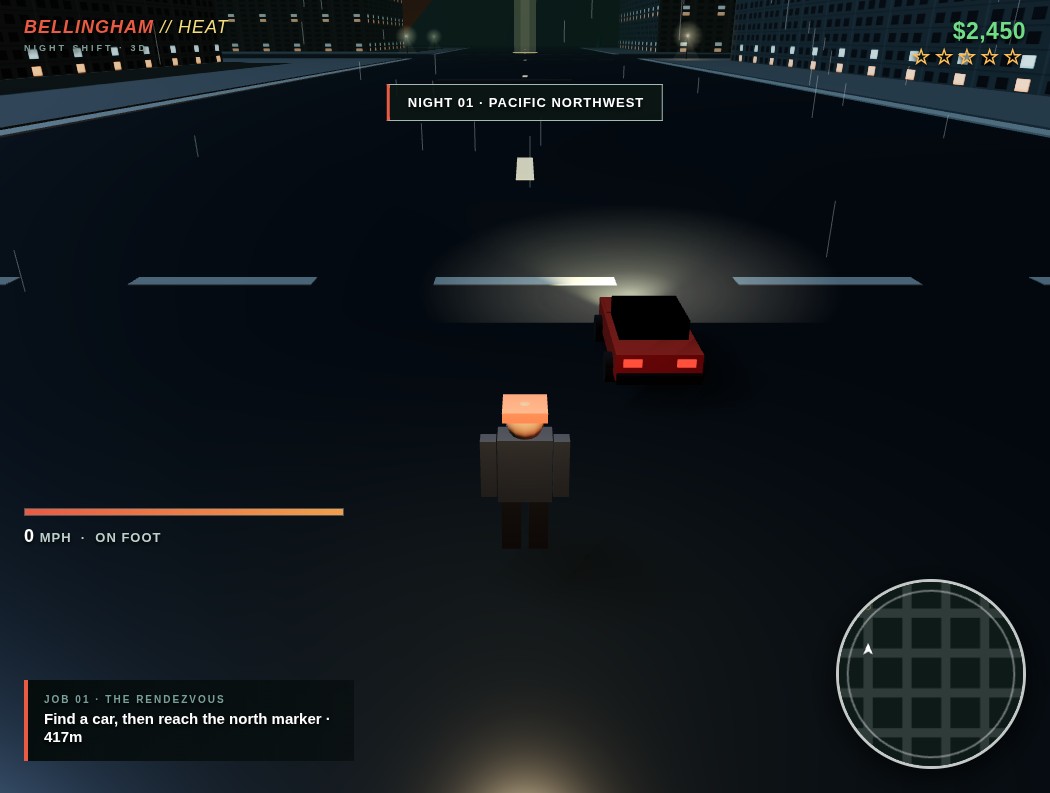 BELLINGHAM // HEAT
NIGHT SHIFT · 3D
$2,450
NIGHT 01 · PACIFIC NORTHWEST
0 MPH · ON FOOT
JOB 01 · THE RENDEZVOUS
Find a car, then reach the north marker ·
417m